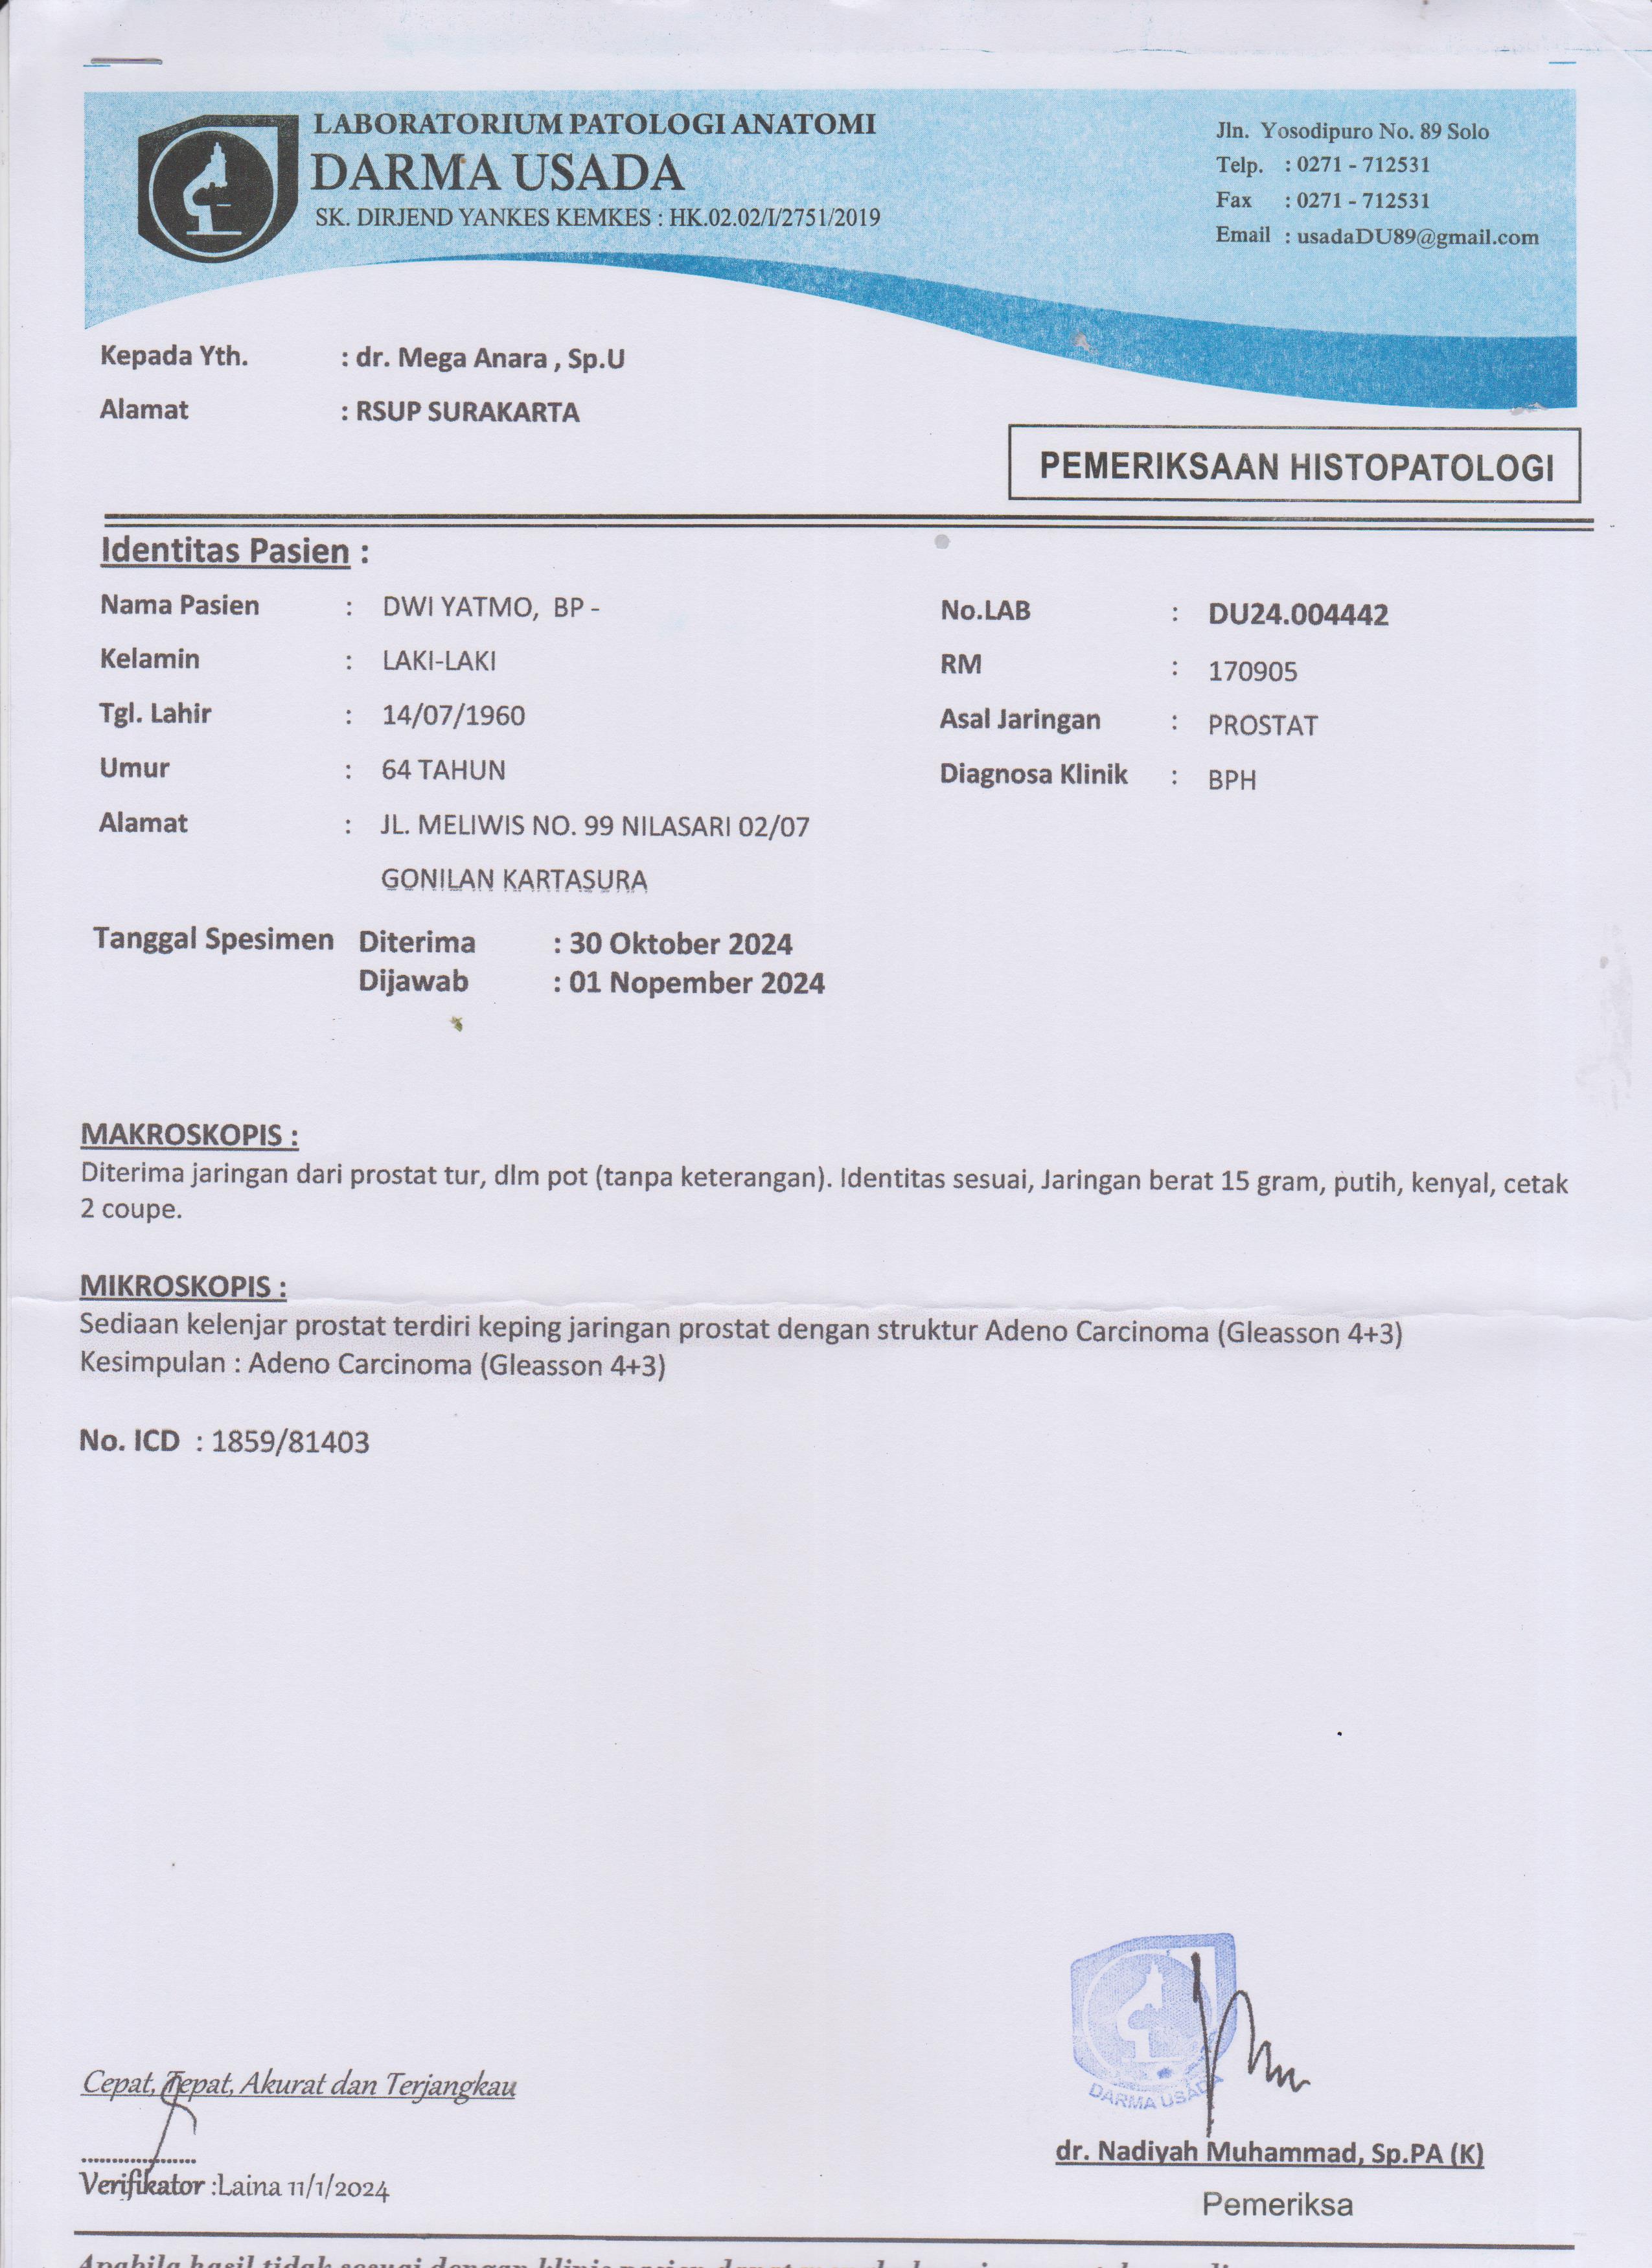 LABORATORIUM PATOLOGI ANATOMI
DARMA USADA
SK. DIRJEND YANKES KEMKES : HK.02.02/I/2751/2019
Jln. Yosodipuro No. 89 Solo
Telp. : 0271 - 712531
Fax : 0271 - 712531
Email : usadaDU89@gmail.com
Kepada Yth. : dr. Mega Anara , Sp.U
Alamat : RSUP SURAKARTA
PEMERIKSAAN HISTOPATOLOGI
Identitas Pasien :
Nama Pasien : DWI YATMO, BP -
No.LAB : DU24.004442
Kelamin : LAKI-LAKI
RM : 170905
Tgl. Lahir : 14/07/1960
Asal Jaringan : PROSTAT
Umur : 64 TAHUN
Diagnosa Klinik : BPH
Alamat : JL. MELIWIS NO. 99 NILASARI 02/07
GONILAN KARTASURA
Tanggal Spesimen Diterima : 30 Oktober 2024
Dijawab : 01 Nopember 2024
MAKROSKOPIS :
Diterima jaringan dari prostat tur, dlm pot (tanpa keterangan). Identitas sesuai, Jaringan berat 15 gram, putih, kenyal, cetak
2 coupe.
MIKROSKOPIS :
Sediaan kelenjar prostat terdiri keping jaringan prostat dengan struktur Adeno Carcinoma (Gleasson 4+3)
Kesimpulan : Adeno Carcinoma (Gleasson 4+3)
No. ICD : 1859/81403
DARMA USADA
Cepat, Tepat, Akurat dan Terjangkau
dr. Nadiyah Muhammad, Sp.PA (K)
Verifikator :Laina 11/1/2024
Pemeriksa
Apabila hasil tidak sesuai dengan klinis pasien dapat